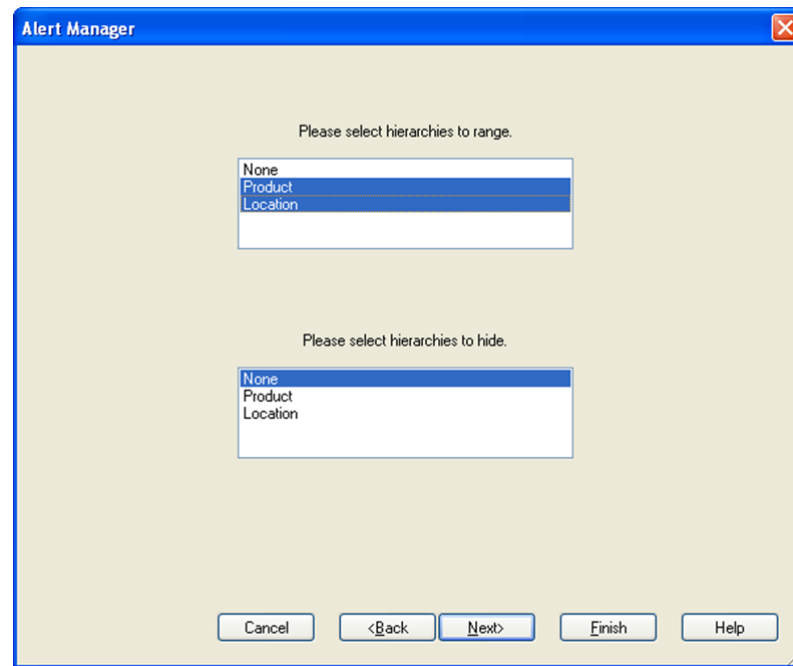 Alert Manager
Please select hierarchies to range.
None
Product
Location
Please select hierarchies to hide.
None
Product
Location
Cancel <Back Next> Finish Help